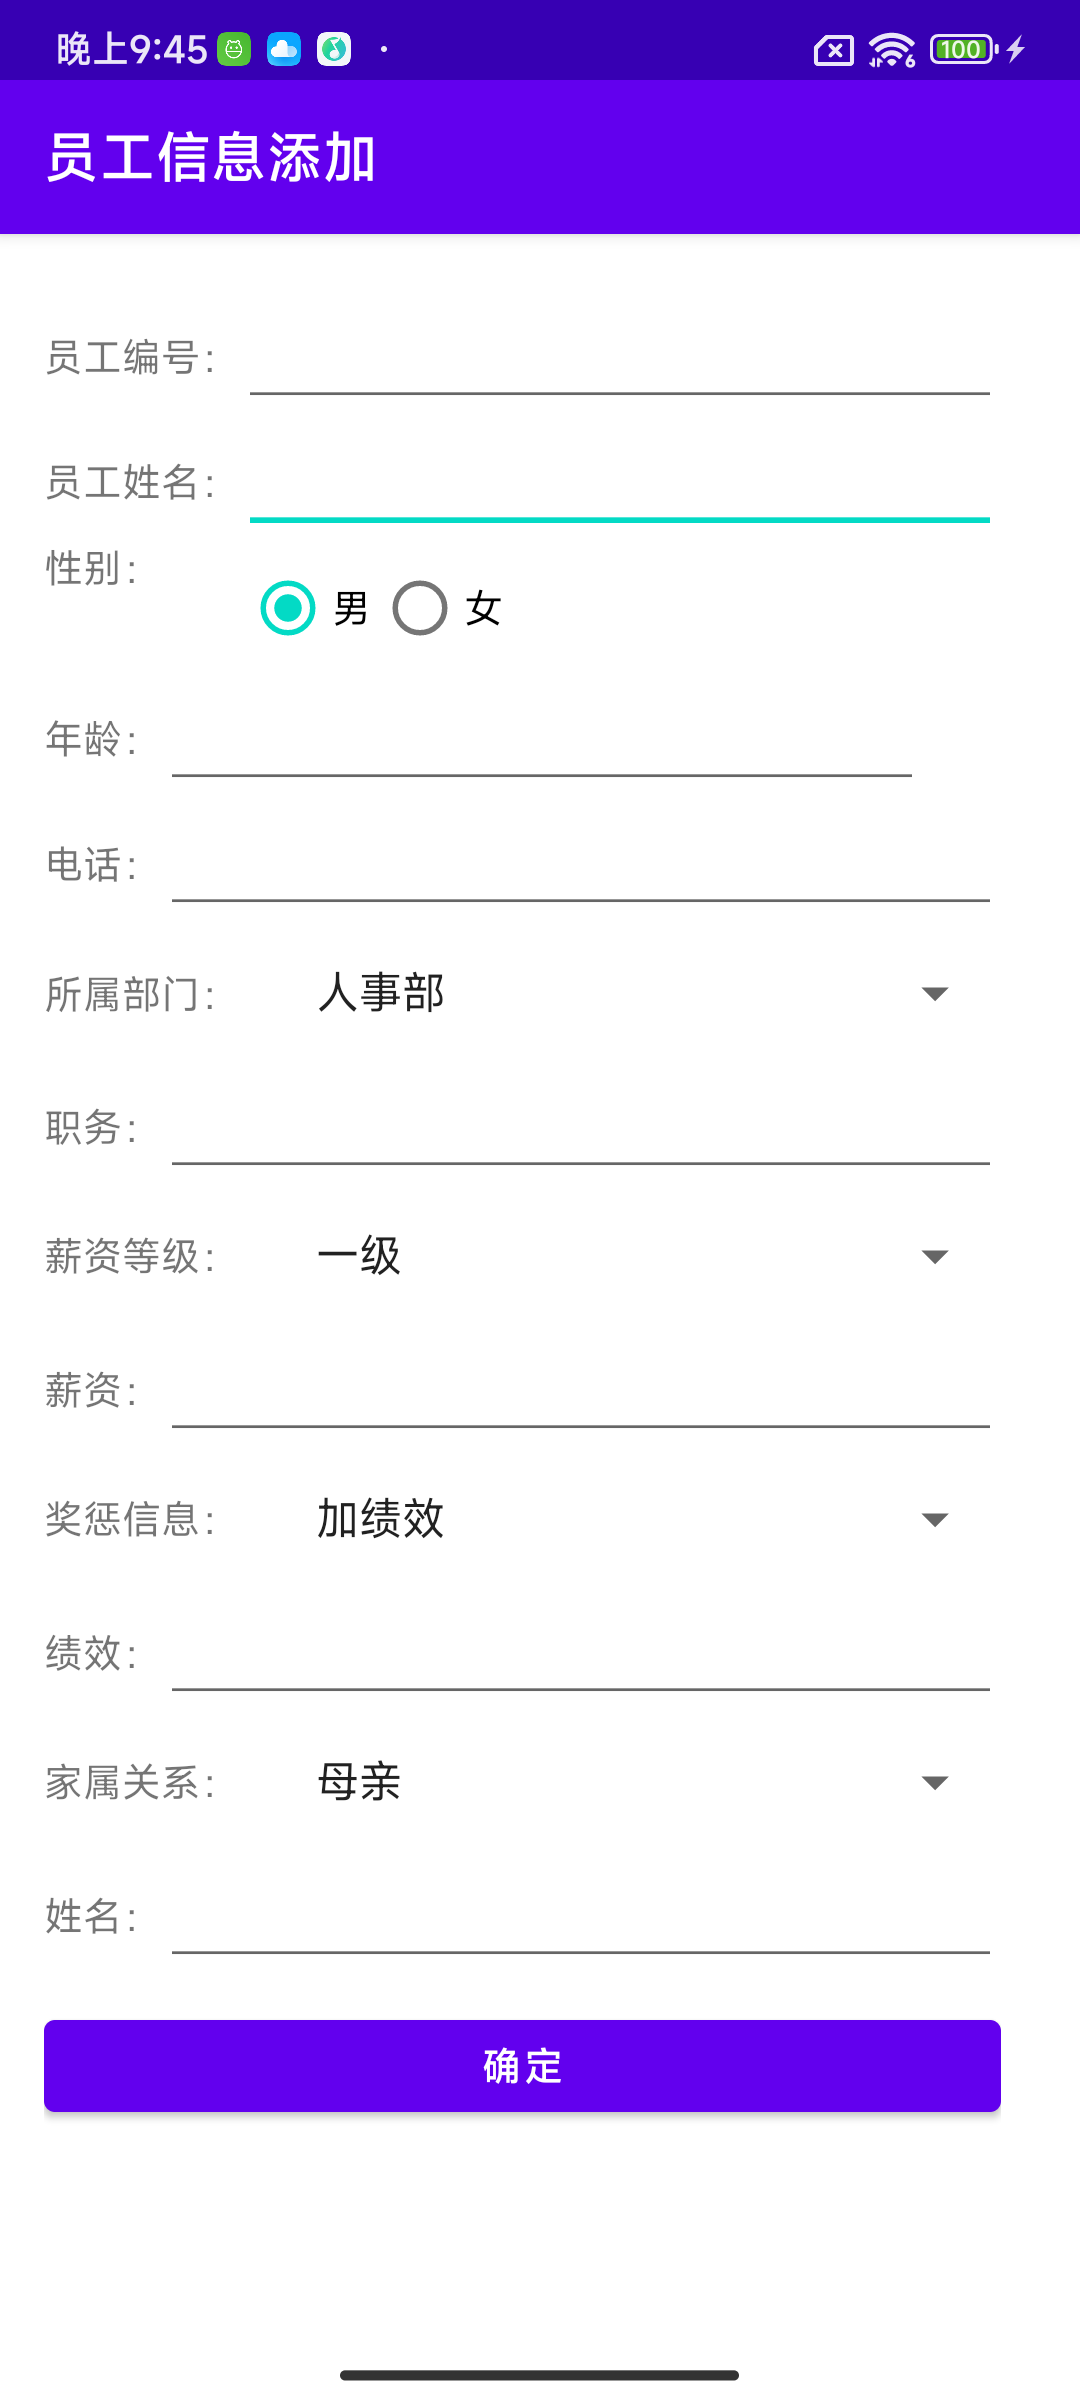 晚上9:45
6
100
员工信息添加
员工编号:
员工姓名:
性别:
男 女
年龄:
电话:
所属部门: 人事部
职务:
薪资等级: 一级
薪资:
奖惩信息: 加绩效
绩效:
家属关系: 母亲
姓名:
确定